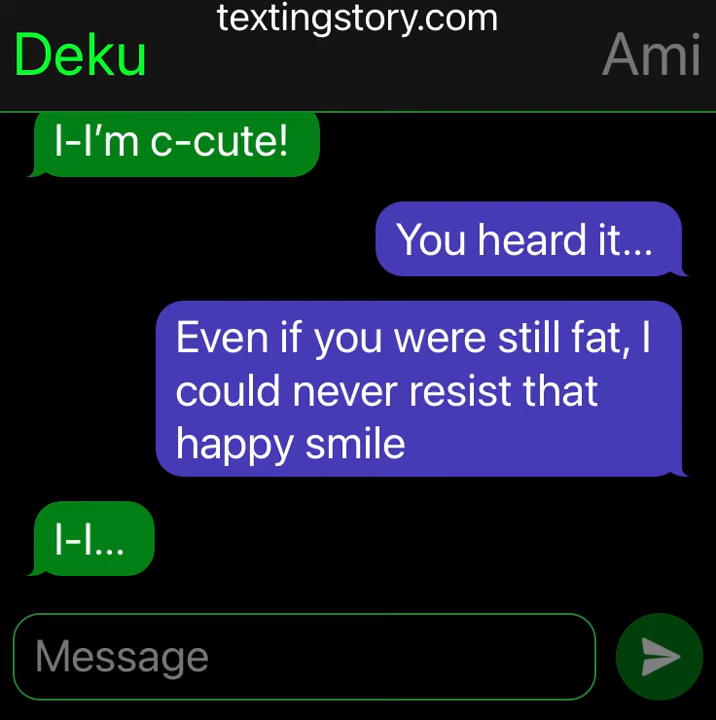 textingstory.com
Deku
Ami
I-I’m c-cute!
You heard it...
Even if you were still fat, I
could never resist that
happy smile
I-I...
Message